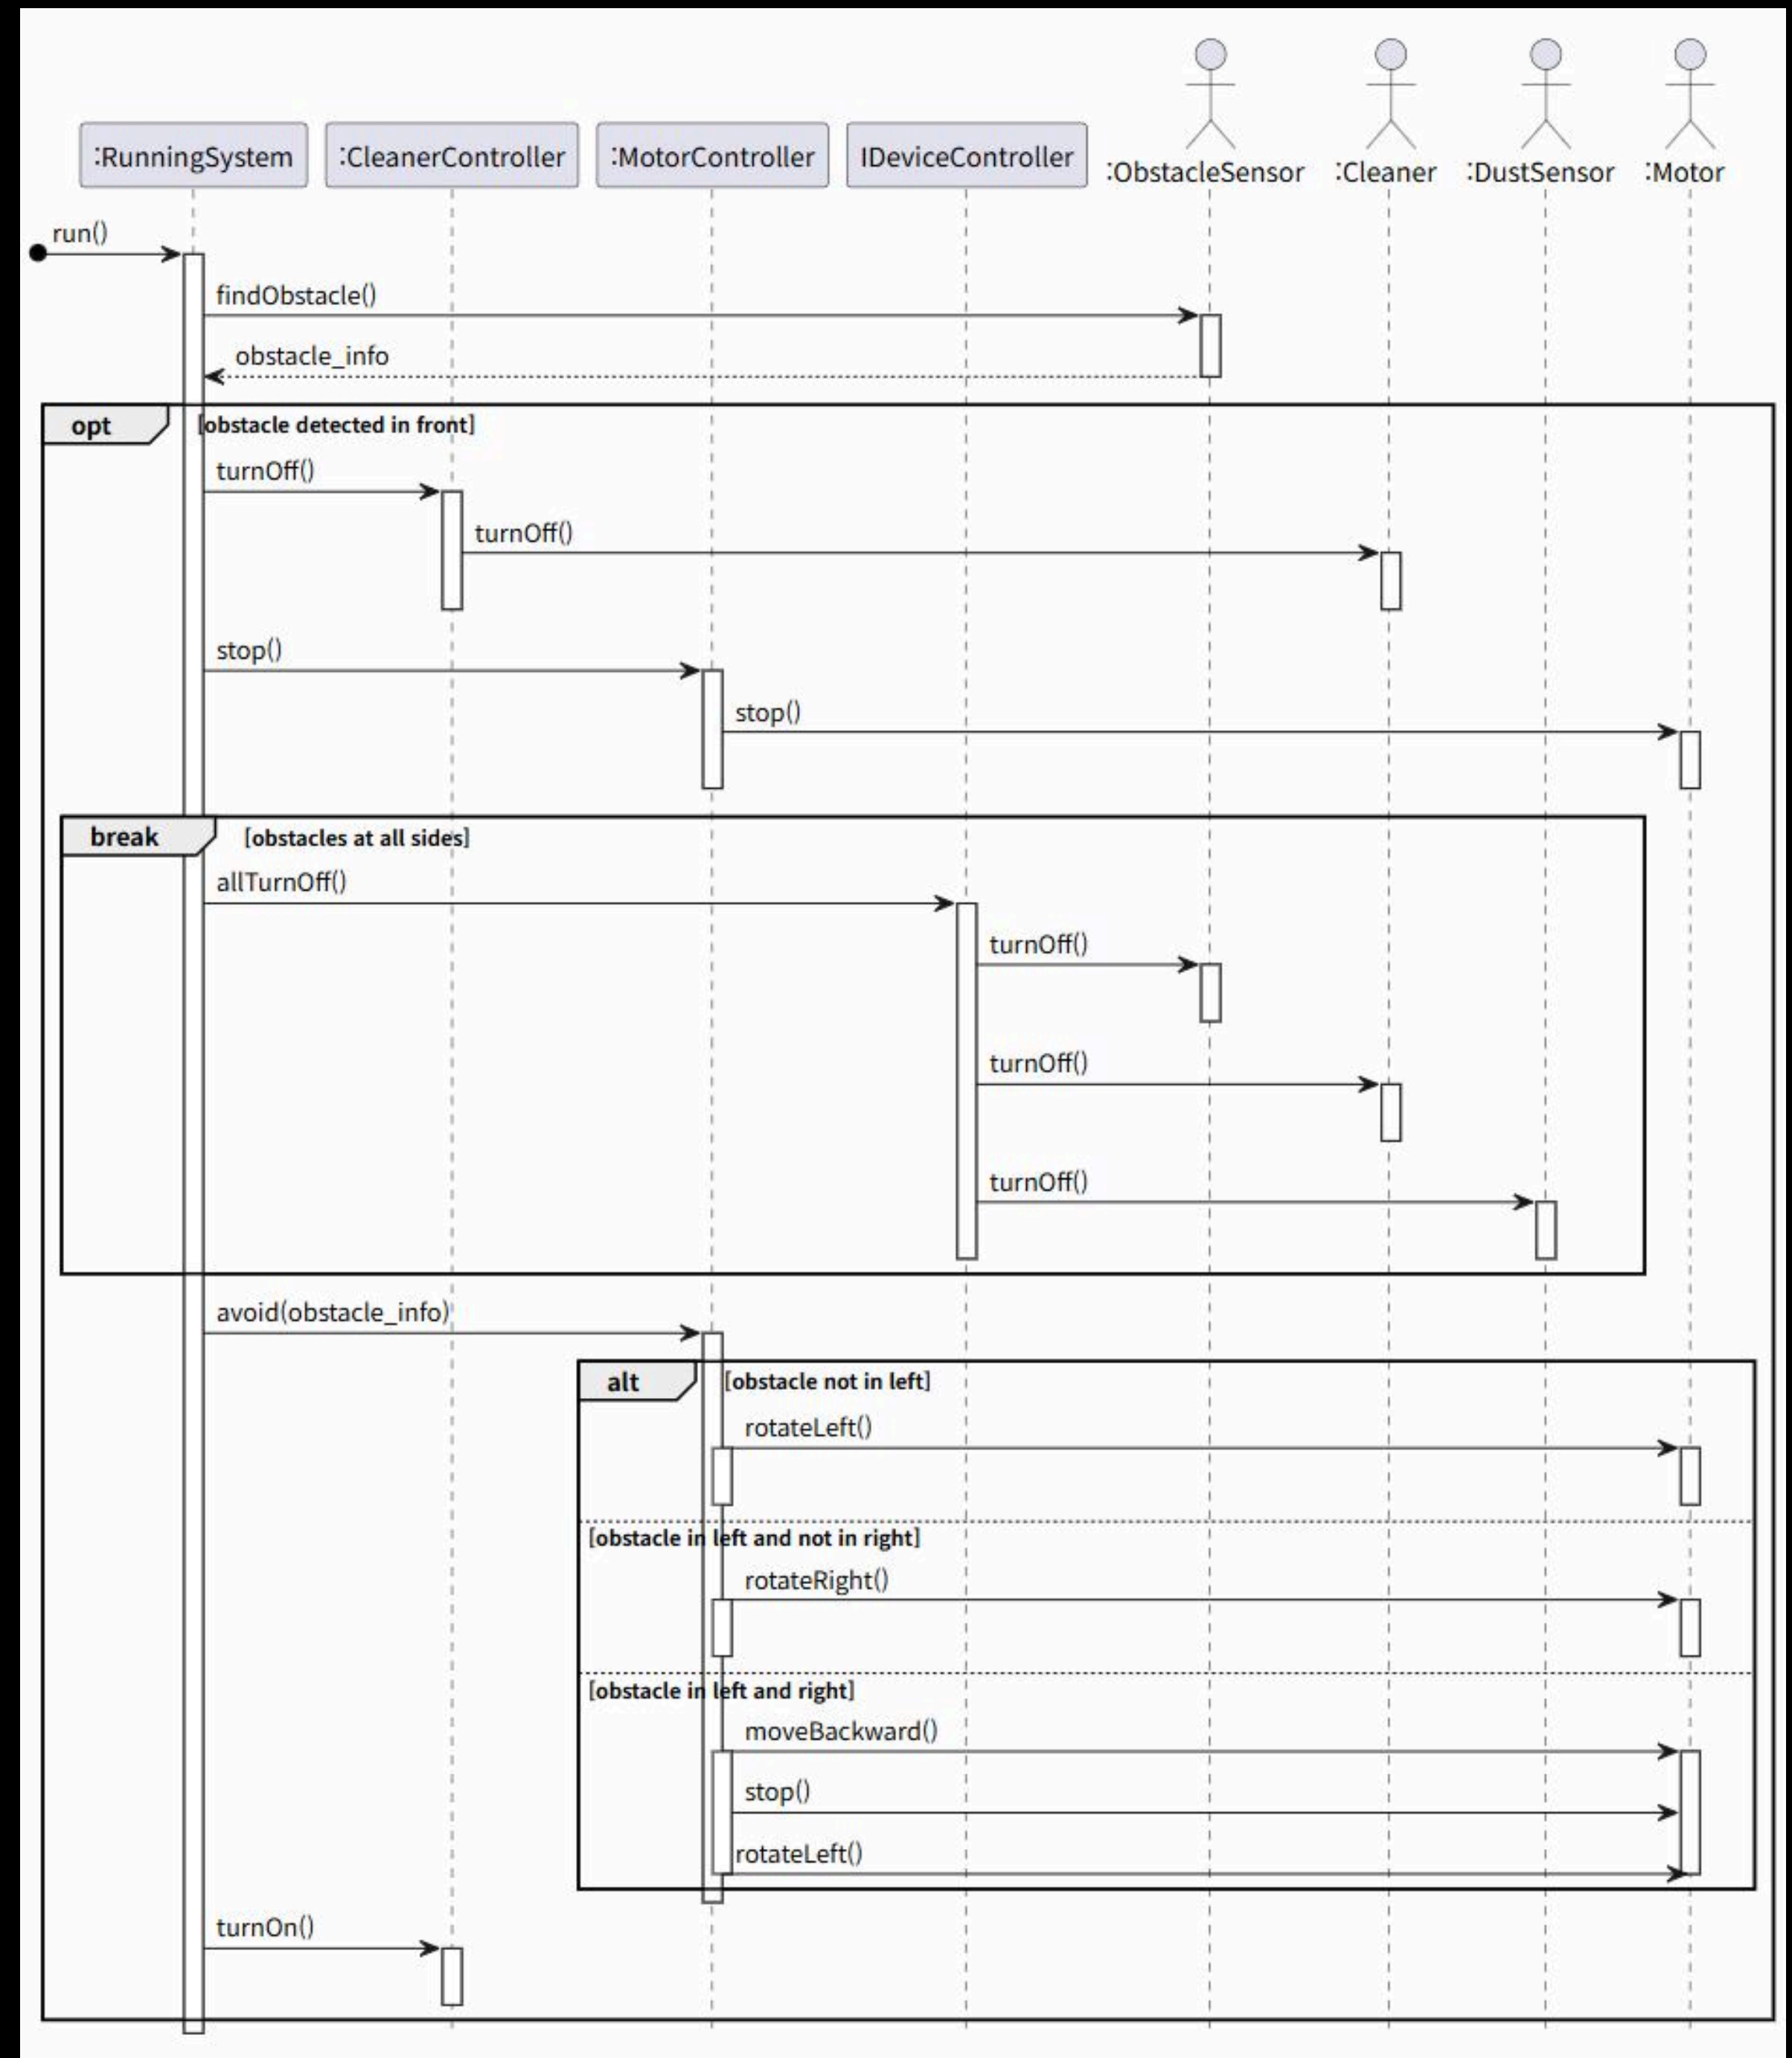 :RunningSystem
:CleanerController
:MotorController
IDeviceController
:ObstacleSensor
:Cleaner
:DustSensor
:Motor
run()
findObstacle()
obstacle_info
opt [obstacle detected in front]
turnOff()
turnOff()
stop()
stop()
break [obstacles at all sides]
allTurnOff()
turnOff()
turnOff()
turnOff()
avoid(obstacle_info)
alt [obstacle not in left]
rotateLeft()
[obstacle in left and not in right]
rotateRight()
[obstacle in left and right]
moveBackward()
stop()
rotateLeft()
turnOn()